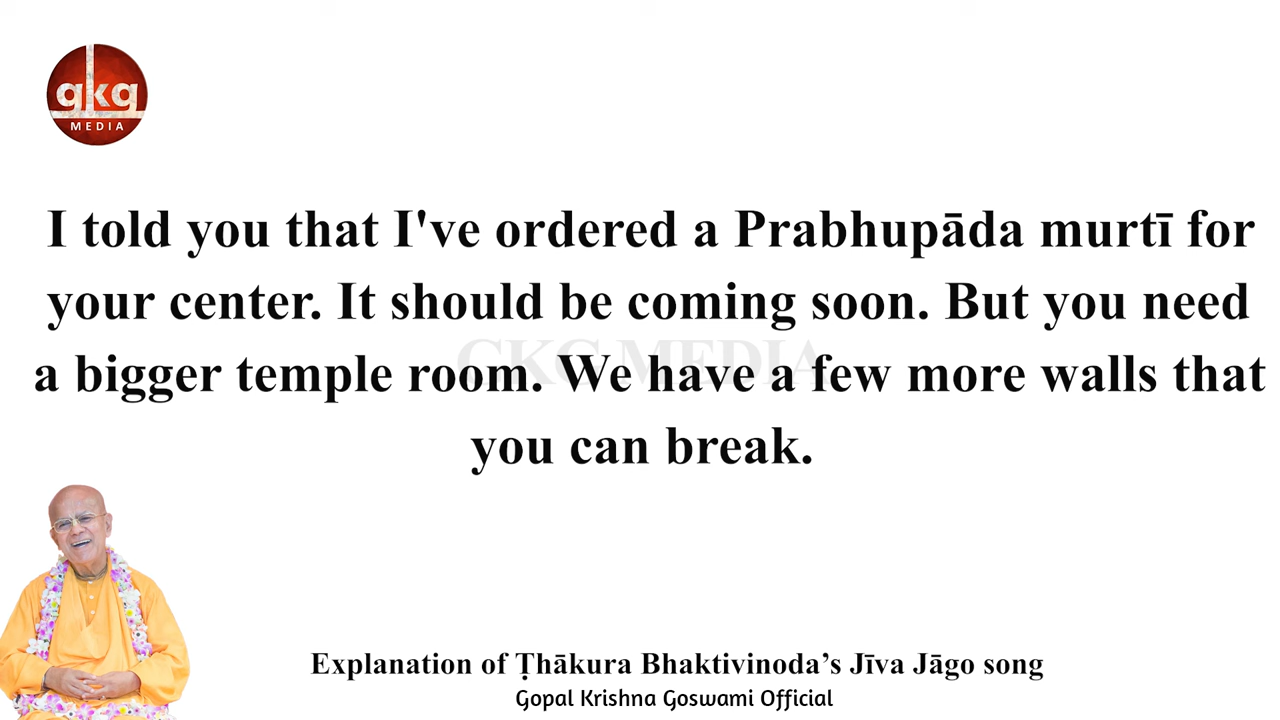 gkg
MEDIA
I told you that I've ordered a Prabhupāda murtī for
your center. It should be coming soon. But you need
a bigger temple room. We have a few more walls that
you can break.
GKG MEDIA
Explanation of Ṭhākura Bhaktivinoda’s Jīva Jāgo song
Gopal Krishna Goswami Official